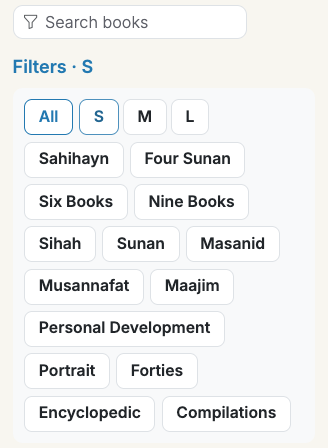 Search books
Filters · S
All S M L
Sahihayn Four Sunan
Six Books Nine Books
Sihah Sunan Masanid
Musannafat Maajim
Personal Development
Portrait Forties
Encyclopedic Compilations